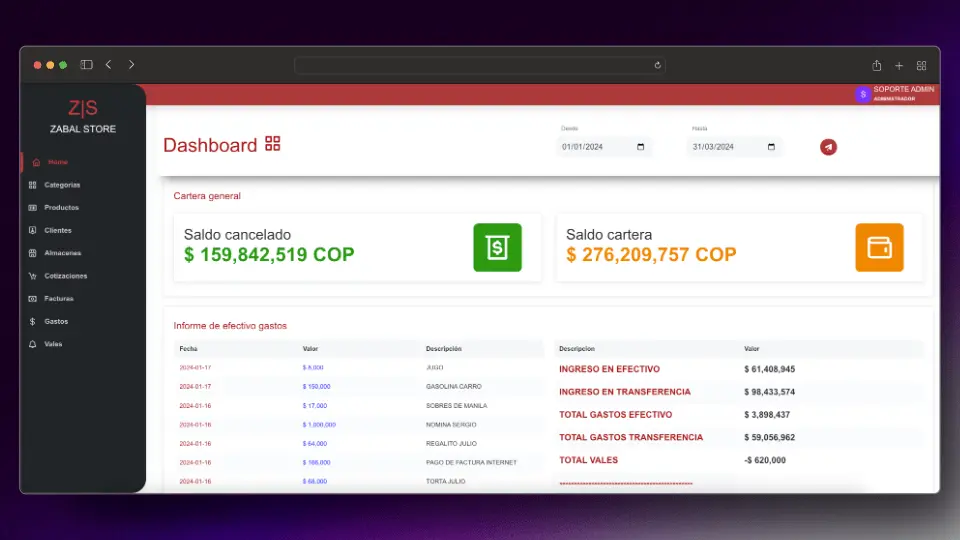 SOPORTE ADMIN
S
ADMINISTRADOR
Z|S
ZABAL STORE
Home
Categorias
Productos
Clientes
Almacenes
Cotizaciones
Facturas
Gastos
Vales
Dashboard
Desde
Hasta
01/01/2024
31/03/2024
Cartera general
Saldo cancelado
$ 159,842,519 COP
Saldo cartera
$ 276,209,757 COP
Informe de efectivo gastos
Fecha Valor Descripción
2024-01-17 $ 8,000 JUGO
2024-01-17 $ 150,000 GASOLINA CARRO
2024-01-16 $ 17,000 SOBRES DE MANILA
2024-01-16 $ 1,000,000 NOMINA SERGIO
2024-01-16 $ 64,000 REGALITO JULIO
2024-01-16 $ 166,000 PAGO DE FACTURA INTERNET
2024-01-16 $ 68,000 TORTA JULIO
Descripcion Valor
INGRESO EN EFECTIVO $ 61,408,945
INGRESO EN TRANSFERENCIA $ 98,433,574
TOTAL GASTOS EFECTIVO $ 3,898,437
TOTAL GASTOS TRANSFERENCIA $ 59,056,962
TOTAL VALES -$ 620,000